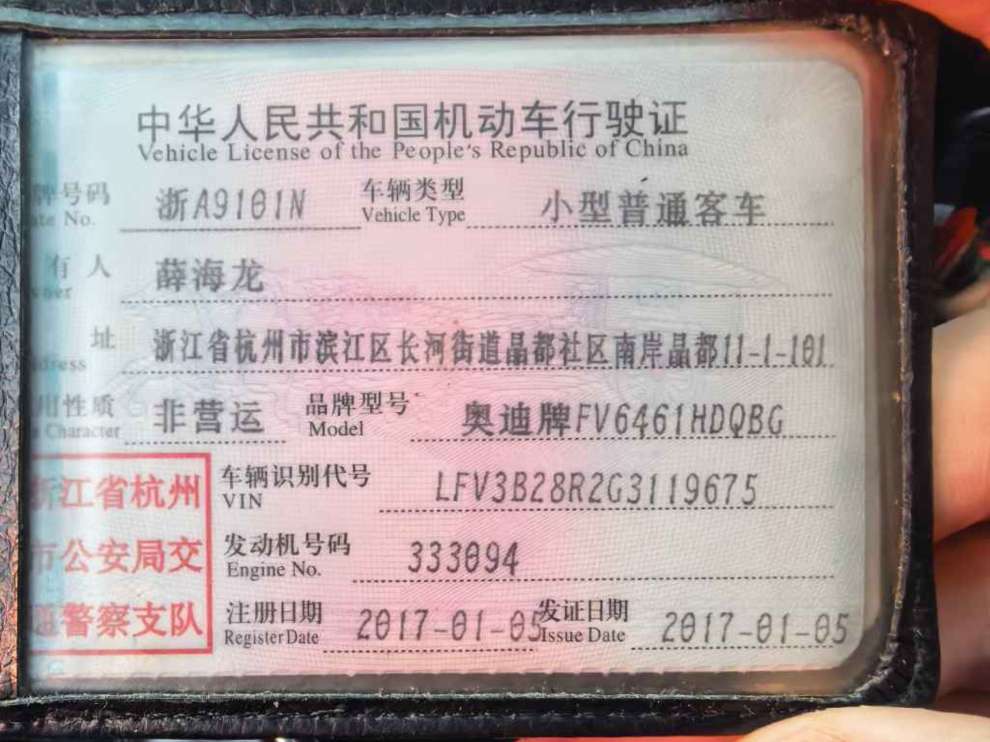 中华人民共和国机动车行驶证
Vehicle License of the People's Republic of China
牌号码 浙A9101N 车辆类型 小型普通客车
ate No. Vehicle Type
有人 薛海龙
wner
址 浙江省杭州市滨江区长河街道晶都社区南岸晶都11-1-101
dress
用性质 非营运 品牌型号 奥迪牌FV6461HDQBG
Character Model
浙江省杭州 车辆识别代号 LFV3B28R2G3119675
VIN
市公安局交 发动机号码 333094
Engine No.
通警察支队 注册日期 2017-01-05 发证日期 2017-01-05
Register Date Issue Date